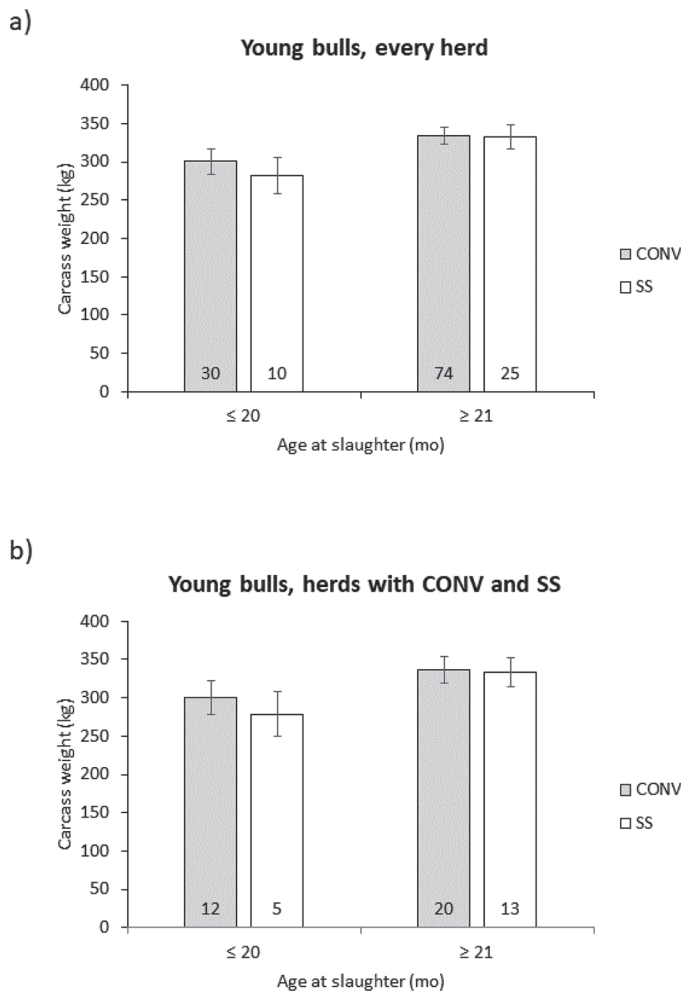 a)
Young bulls, every herd
Carcass weight (kg)
400
350
300
250
200
150
100
50
0
30
10
74
25
≤ 20
≥ 21
Age at slaughter (mo)
CONV
SS
b)
Young bulls, herds with CONV and SS
Carcass weight (kg)
400
350
300
250
200
150
100
50
0
12
5
20
13
≤ 20
≥ 21
Age at slaughter (mo)
CONV
SS